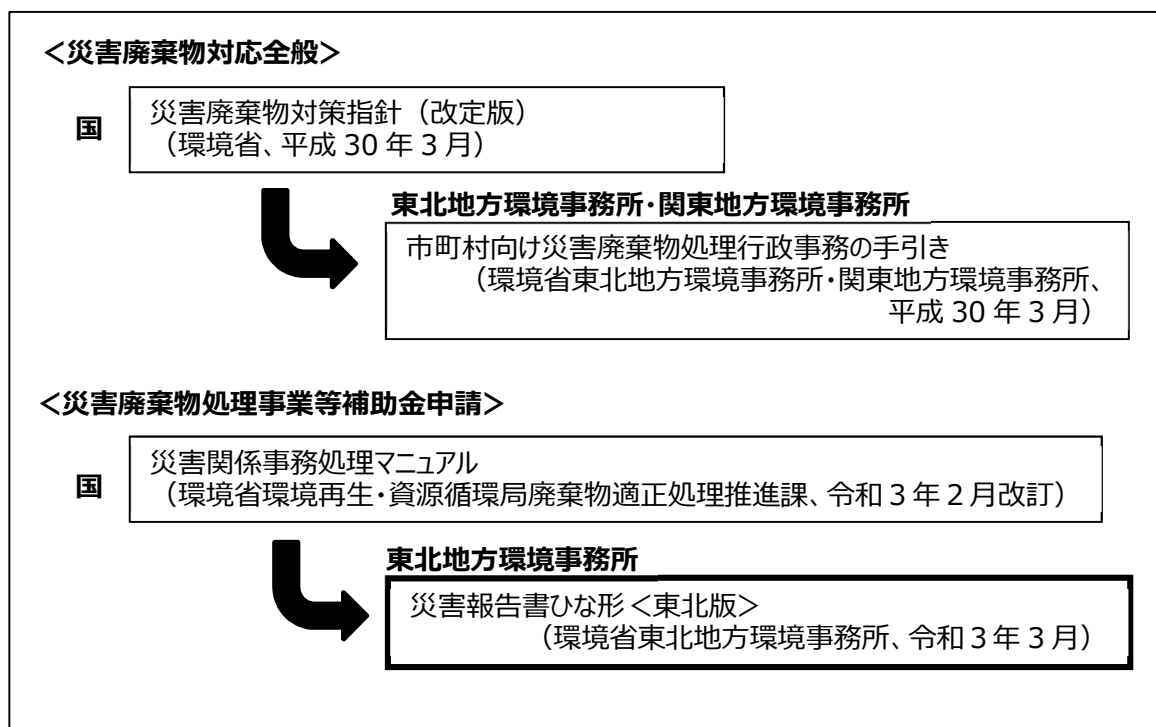 ＜災害廃棄物対応全般＞
国
災害廃棄物対策指針（改定版）
（環境省、平成 30 年 3 月）
東北地方環境事務所・関東地方環境事務所
市町村向け災害廃棄物処理行政事務の手引き
（環境省東北地方環境事務所・関東地方環境事務所、
平成 30 年 3 月）
＜災害廃棄物処理事業等補助金申請＞
国
災害関係事務処理マニュアル
（環境省環境再生・資源循環局廃棄物適正処理推進課、令和 3 年 2 月改訂）
東北地方環境事務所
災害報告書ひな形＜東北版＞
（環境省東北地方環境事務所、令和 3 年 3 月）